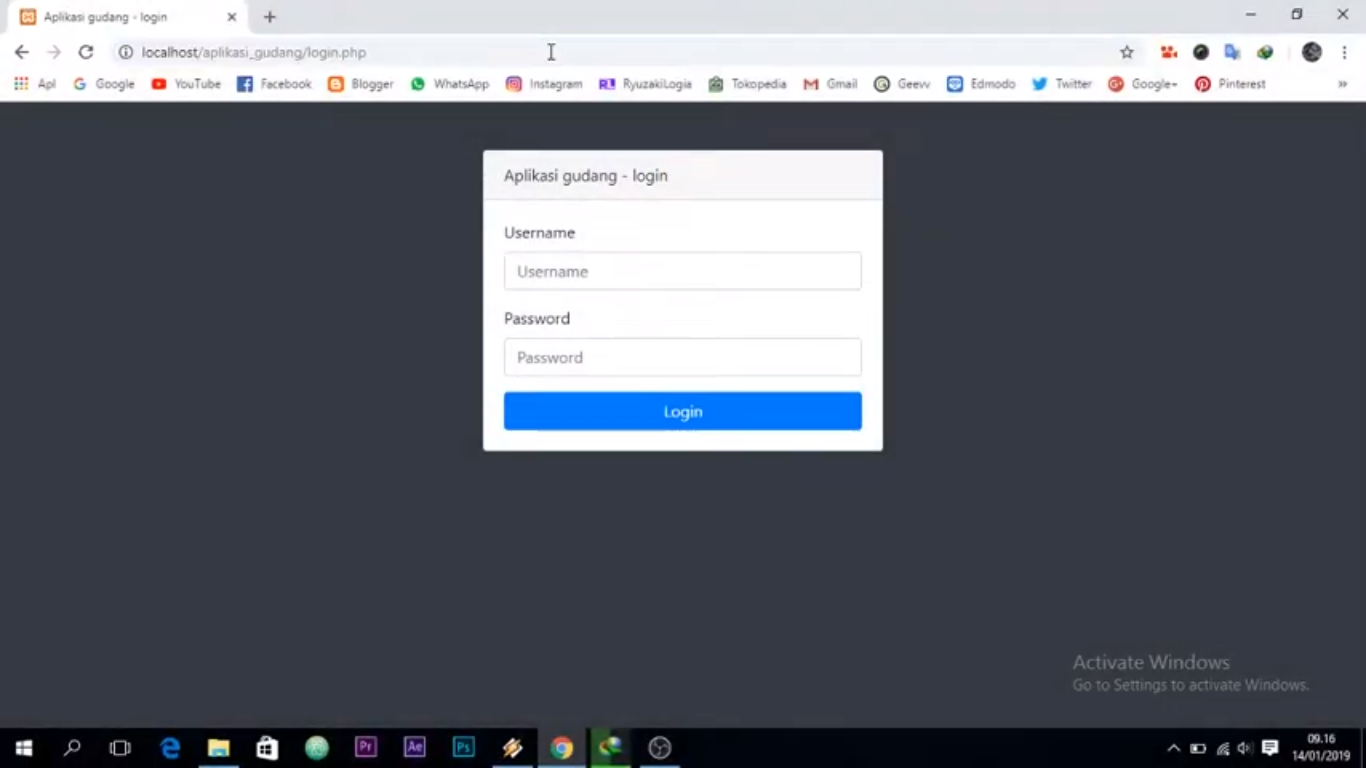 Aplikasi gudang - login
localhost/aplikasi_gudang/login.php
Apl Google YouTube Facebook Blogger WhatsApp Instagram RyuzakiLogia Tokopedia Gmail Geevv Edmodo Twitter Google+ Pinterest »
Aplikasi gudang - login
Username
Username
Password
Password
Login
Activate Windows
Go to Settings to activate Windows.
Pr Ae Ps
09.16
14/01/2019